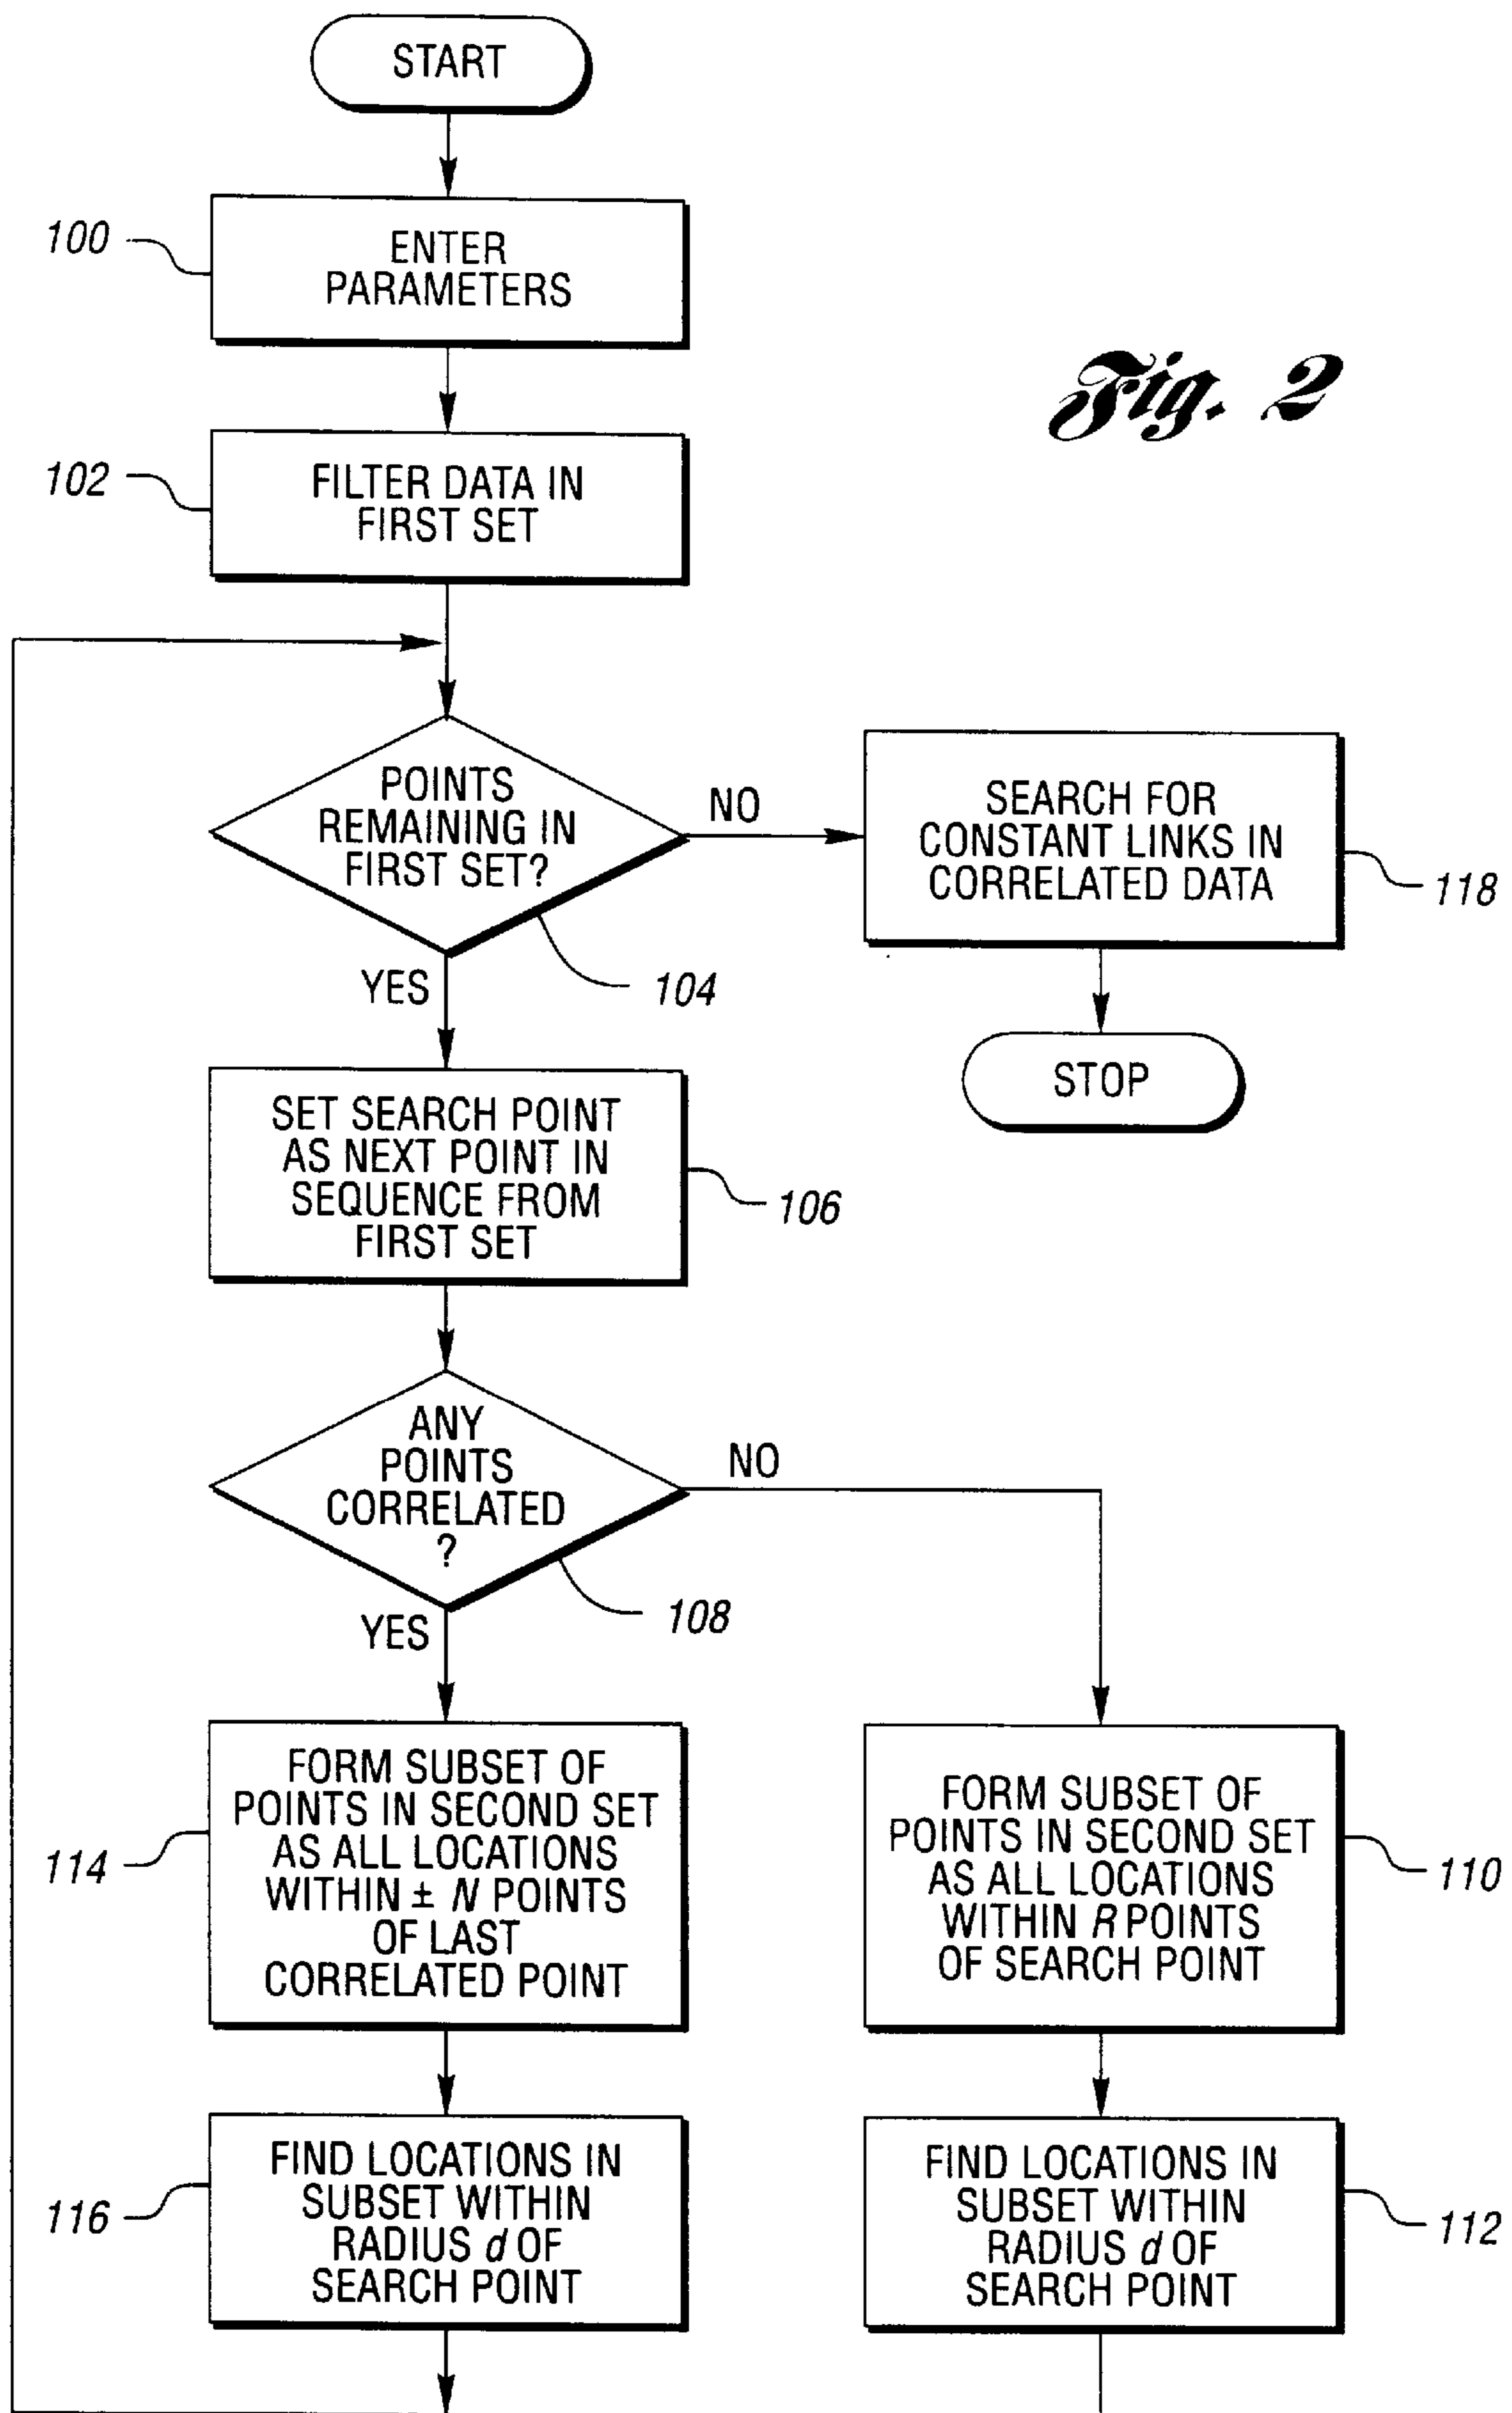 START
100
ENTER
PARAMETERS
Fig. 2
102
FILTER DATA IN
FIRST SET
POINTS
REMAINING IN
FIRST SET?
NO
SEARCH FOR
CONSTANT LINKS IN
CORRELATED DATA
118
104
YES
STOP
SET SEARCH POINT
AS NEXT POINT IN
SEQUENCE FROM
FIRST SET
106
ANY
POINTS
CORRELATED
?
NO
108
YES
114
FORM SUBSET OF
POINTS IN SECOND SET
AS ALL LOCATIONS
WITHIN ± N POINTS
OF LAST
CORRELATED POINT
FORM SUBSET OF
POINTS IN SECOND SET
AS ALL LOCATIONS
WITHIN R POINTS
OF SEARCH POINT
110
116
FIND LOCATIONS IN
SUBSET WITHIN
RADIUS d OF
SEARCH POINT
FIND LOCATIONS IN
SUBSET WITHIN
RADIUS d OF
SEARCH POINT
112